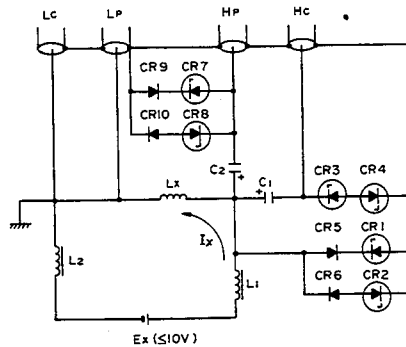 Lc Lp Hp Hc
CR9 CR7
CR10 CR8
C2 +
Lx + C1 CR3 CR4
Ix CR5 CR1
L2 L1 CR6 CR2
Ex (≤10V)